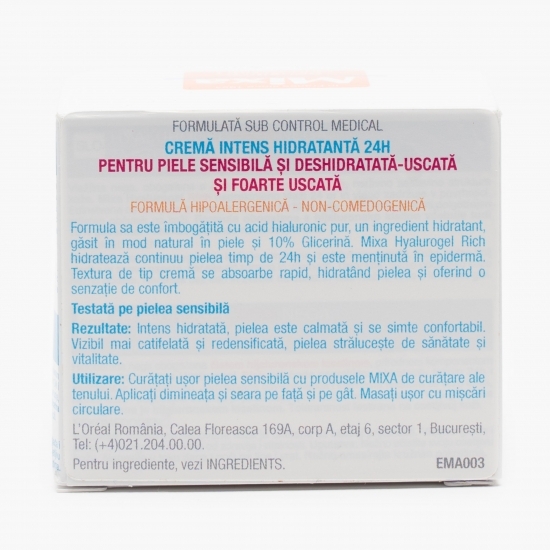 FORMULATĂ SUB CONTROL MEDICAL
CREMĂ INTENS HIDRATANTĂ 24H
PENTRU PIELE SENSIBILĂ ȘI DESHIDRATATĂ-USCATĂ
ȘI FOARTE USCATĂ
FORMULĂ HIPOALERGENICĂ - NON-COMEDOGENICĂ
Formula sa este îmbogățită cu acid hialuronic pur, un ingredient hidratant,
găsit în mod natural în piele și 10% Glicerină. Mixa Hyalurogel Rich
hidratează continuu pielea timp de 24h și este menținută în epidermă.
Textura de tip cremă se absoarbe rapid, hidratând pielea și oferind o
senzație de confort.
Testată pe pielea sensibilă
Rezultate: Intens hidratată, pielea este calmată și se simte confortabil.
Vizibil mai catifelată și redensificată, pielea strălucește de sănătate și
vitalitate.
Utilizare: Curățați ușor pielea sensibilă cu produsele MIXA de curățare ale
tenului. Aplicați dimineața și seara pe față și pe gât. Masați ușor cu mișcări
circulare.
L'Oréal România, Calea Floreasca 169A, corp A, etaj 6, sector 1, București,
Tel: (+4)021.204.00.00.
Pentru ingrediente, vezi INGREDIENTS. EMA003